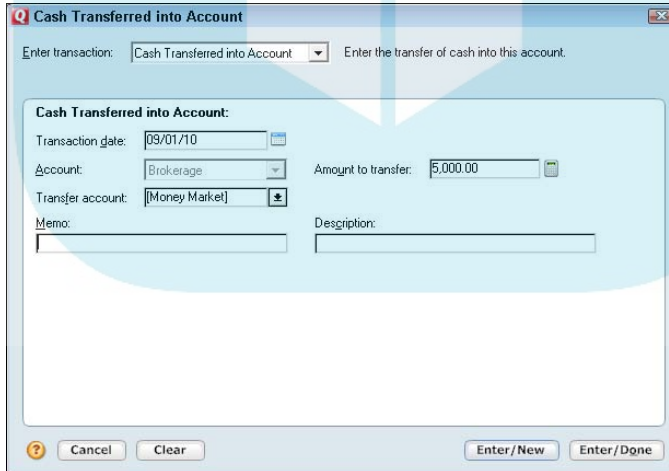 Cash Transferred into Account
Enter transaction: Cash Transferred into Account Enter the transfer of cash into this account.
Cash Transferred into Account:
Transaction date: 09/01/10
Account: Brokerage Amount to transfer: 5,000.00
Transfer account: [Money Market]
Memo: Description:
? Cancel Clear Enter/New Enter/Done